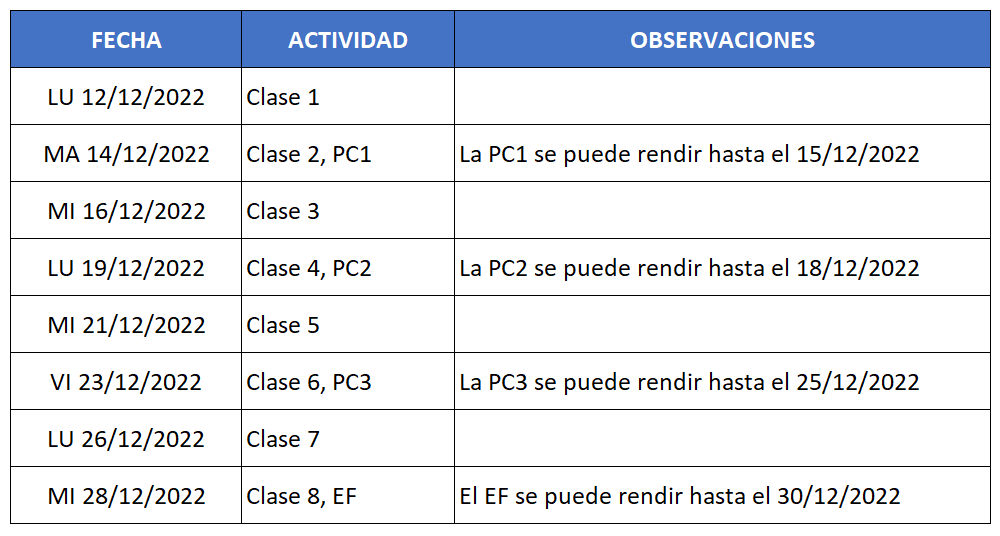 FECHA ACTIVIDAD OBSERVACIONES
LU 12/12/2022 Clase 1
MA 14/12/2022 Clase 2, PC1 La PC1 se puede rendir hasta el 15/12/2022
MI 16/12/2022 Clase 3
LU 19/12/2022 Clase 4, PC2 La PC2 se puede rendir hasta el 18/12/2022
MI 21/12/2022 Clase 5
VI 23/12/2022 Clase 6, PC3 La PC3 se puede rendir hasta el 25/12/2022
LU 26/12/2022 Clase 7
MI 28/12/2022 Clase 8, EF El EF se puede rendir hasta el 30/12/2022